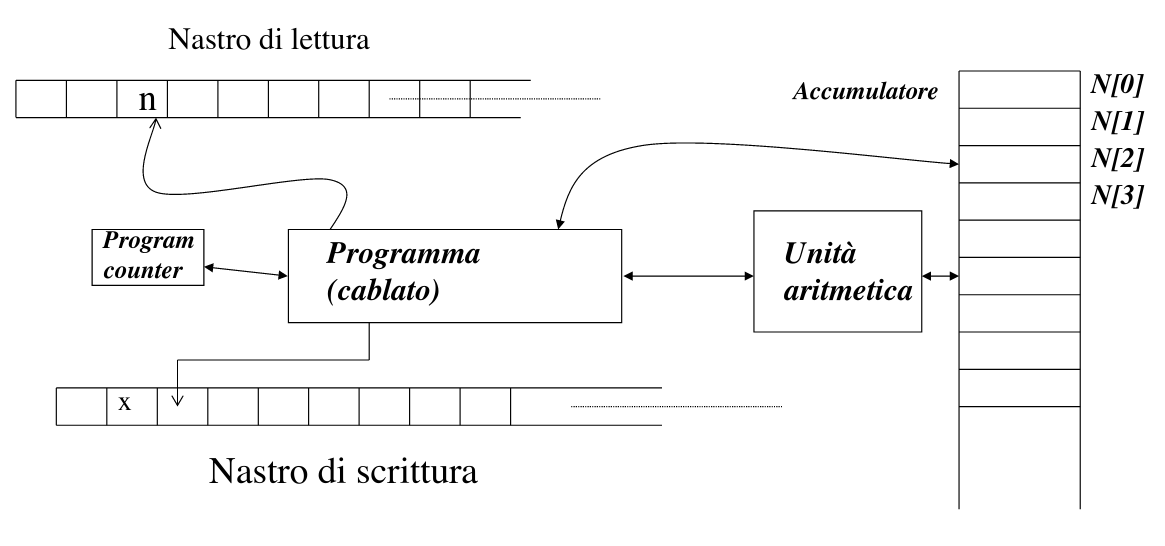 Nastro di lettura
n
Accumulatore
N[0]
N[1]
N[2]
N[3]
Program
counter
Programma
(cablato)
Unità
aritmetica
x
Nastro di scrittura